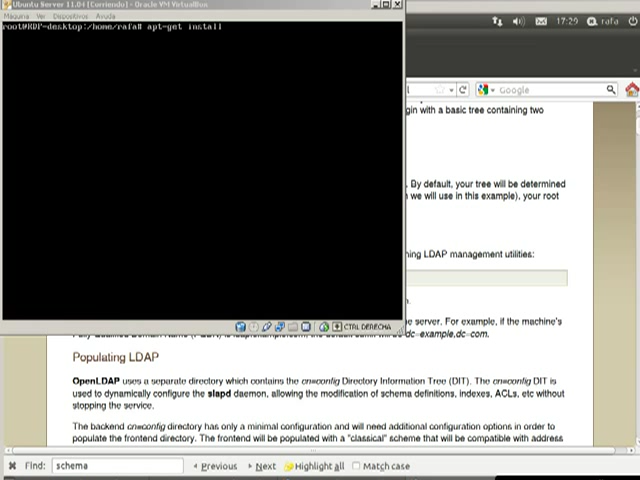 Ubuntu Server 11.04 [Corriendo] - Oracle VM VirtualBox
Máquina Ver Dispositivos Ayuda
root@RDP-desktop:/home/rafa# apt-get install
17:29 rafa
Google
gin with a basic tree containing two
. By default, your tree will be determined
we will use in this example), your root
ning LDAP management utilities:
CTRL DERECHA
e server. For example, if the machine's
dc=example,dc=com.
Populating LDAP
OpenLDAP uses a separate directory which contains the cn=config Directory Information Tree (DIT). The cn=config DIT is
used to dynamically configure the slapd daemon, allowing the modification of schema definitions, indexes, ACLs, etc without
stopping the service.
The backend cn=config directory has only a minimal configuration and will need additional configuration options in order to
populate the frontend directory. The frontend will be populated with a "classical" scheme that will be compatible with address
Find: schema Previous Next Highlight all Match case